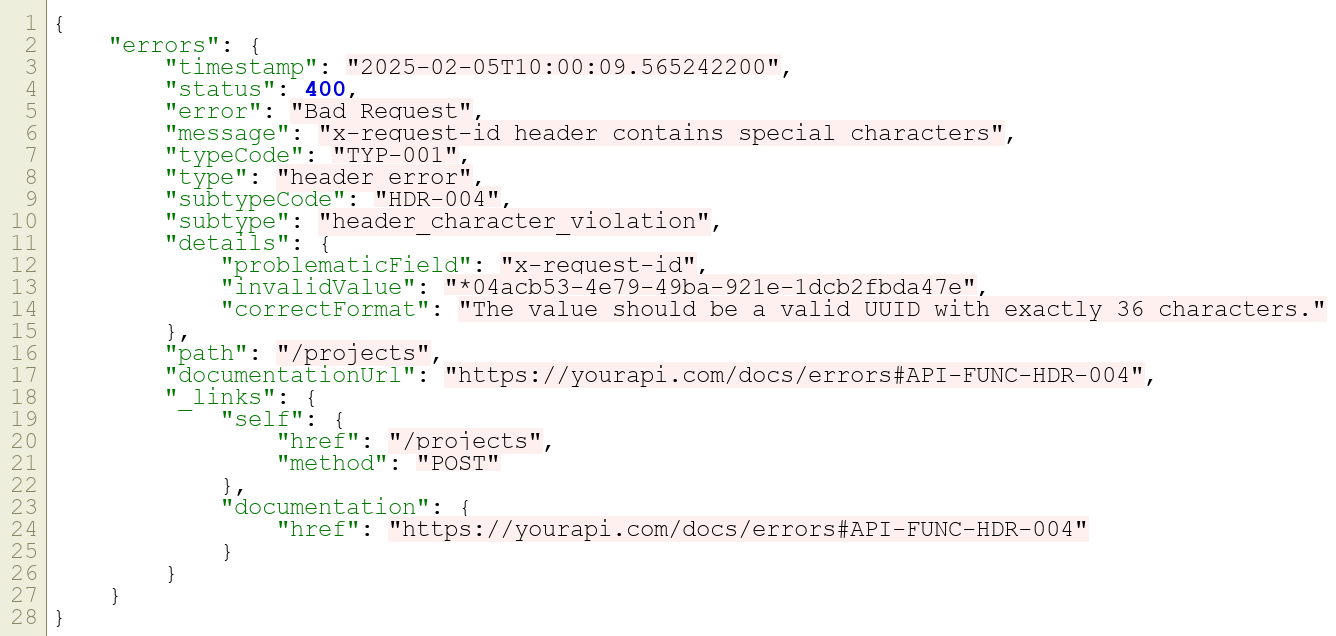 1 {
2     "errors": {
3         "timestamp": "2025-02-05T10:00:09.565242200",
4         "status": 400,
5         "error": "Bad Request",
6         "message": "x-request-id header contains special characters",
7         "typeCode": "TYP-001",
8         "type": "header error",
9         "subtypeCode": "HDR-004",
10         "subtype": "header_character_violation",
11         "details": {
12             "problematicField": "x-request-id",
13             "invalidValue": "*04acb53-4e79-49ba-921e-1dcb2fbda47e",
14             "correctFormat": "The value should be a valid UUID with exactly 36 characters."
15         },
16         "path": "/projects",
17         "documentationUrl": "https://yourapi.com/docs/errors#API-FUNC-HDR-004",
18         "_links": {
19             "self": {
20                 "href": "/projects",
21                 "method": "POST"
22             },
23             "documentation": {
24                 "href": "https://yourapi.com/docs/errors#API-FUNC-HDR-004"
25             }
26         }
27     }
28 }